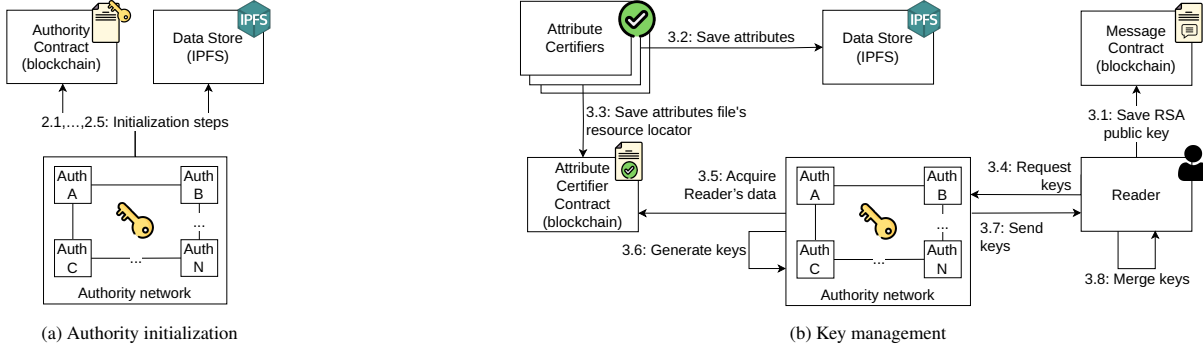 Authority
Contract
(blockchain)
IPFS
Data Store
(IPFS)
2.1,...,2.5: Initialization steps
Auth
A
Auth
B
...
Auth
C
...
Auth
N
Authority network
(a) Authority initialization
Attribute
Certifiers
3.2: Save attributes
IPFS
Data Store
(IPFS)
Message
Contract
(blockchain)
3.3: Save attributes file's
resource locator
3.1: Save RSA
public key
Attribute
Certifier
Contract
(blockchain)
3.5: Acquire
Reader's data
3.6: Generate keys
Auth
A
Auth
B
...
Auth
C
...
Auth
N
Authority network
3.4: Request
keys
3.7: Send
keys
Reader
3.8: Merge keys
(b) Key management